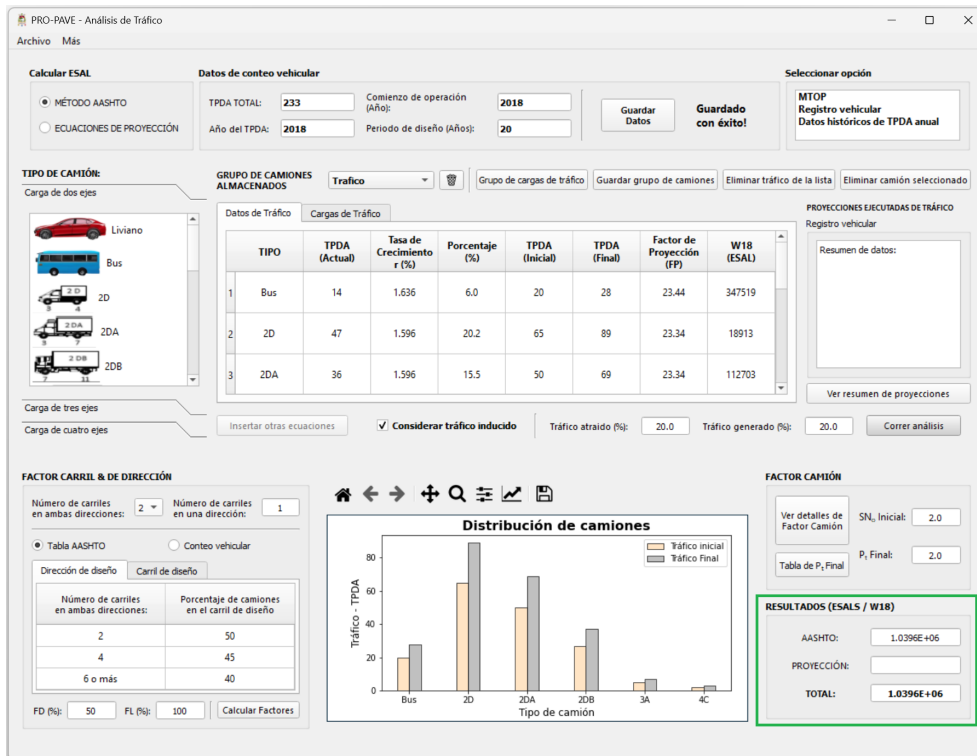 PRO-PAVE - Análisis de Tráfico
Archivo Más
Calcular ESAL
MÉTODO AASHTO
ECUACIONES DE PROYECCIÓN
Datos de conteo vehicular
TPDA TOTAL: 233
Comienzo de operación
(Año): 2018
Año del TPDA: 2018
Periodo de diseño (Años): 20
Guardar
Datos
Guardado
con éxito!
Seleccionar opción
MTOP
Registro vehicular
Datos históricos de TPDA anual
TIPO DE CAMIÓN:
Carga de dos ejes
Liviano
Bus
2D
3 4
2D
2DA
3 7
2DA
2 DB
7 11
2DB
Carga de tres ejes
Carga de cuatro ejes
GRUPO DE CAMIONES
ALMACENADOS
Trafico
Grupo de cargas de tráfico
Guardar grupo de camiones
Eliminar tráfico de la lista
Eliminar camión seleccionado
Datos de Tráfico
Cargas de Tráfico
TIPO
TPDA
(Actual)
Tasa de
Crecimiento
r (%)
Porcentaje
(%)
TPDA
(Inicial)
TPDA
(Final)
Factor de
Proyección
(FP)
W18
(ESAL)
1 Bus 14 1.636 6.0 20 28 23.44 347519
2 2D 47 1.596 20.2 65 89 23.34 18913
3 2DA 36 1.596 15.5 50 69 23.34 112703
PROYECCIONES EJECUTADAS DE TRÁFICO
Registro vehicular
Resumen de datos:
Ver resumen de proyecciones
Insertar otras ecuaciones
Considerar tráfico inducido
Tráfico atraido (%): 20.0
Tráfico generado (%): 20.0
Correr análisis
FACTOR CARRIL & DE DIRECCIÓN
Número de carriles
en ambas direcciones: 2
Número de carriles
en una dirección: 1
Tabla AASHTO
Conteo vehicular
Dirección de diseño
Carril de diseño
Número de carriles
en ambas direcciones:
Porcentaje de camiones
en el carril de diseño
2 50
4 45
6 o más 40
FD (%): 50 FL (%): 100 Calcular Factores
Distribución de camiones
Tráfico inicial
Tráfico Final
Tráfico - TPDA
80
60
40
20
0
Bus 2D 2DA 2DB 3A 4C
Tipo de camión
FACTOR CAMIÓN
Ver detalles de
Factor Camión
SNₒ Inicial: 2.0
Tabla de Pₜ Final
Pₜ Final: 2.0
RESULTADOS (ESALS / W18)
AASHTO: 1.0396E+06
PROYECCIÓN:
TOTAL: 1.0396E+06